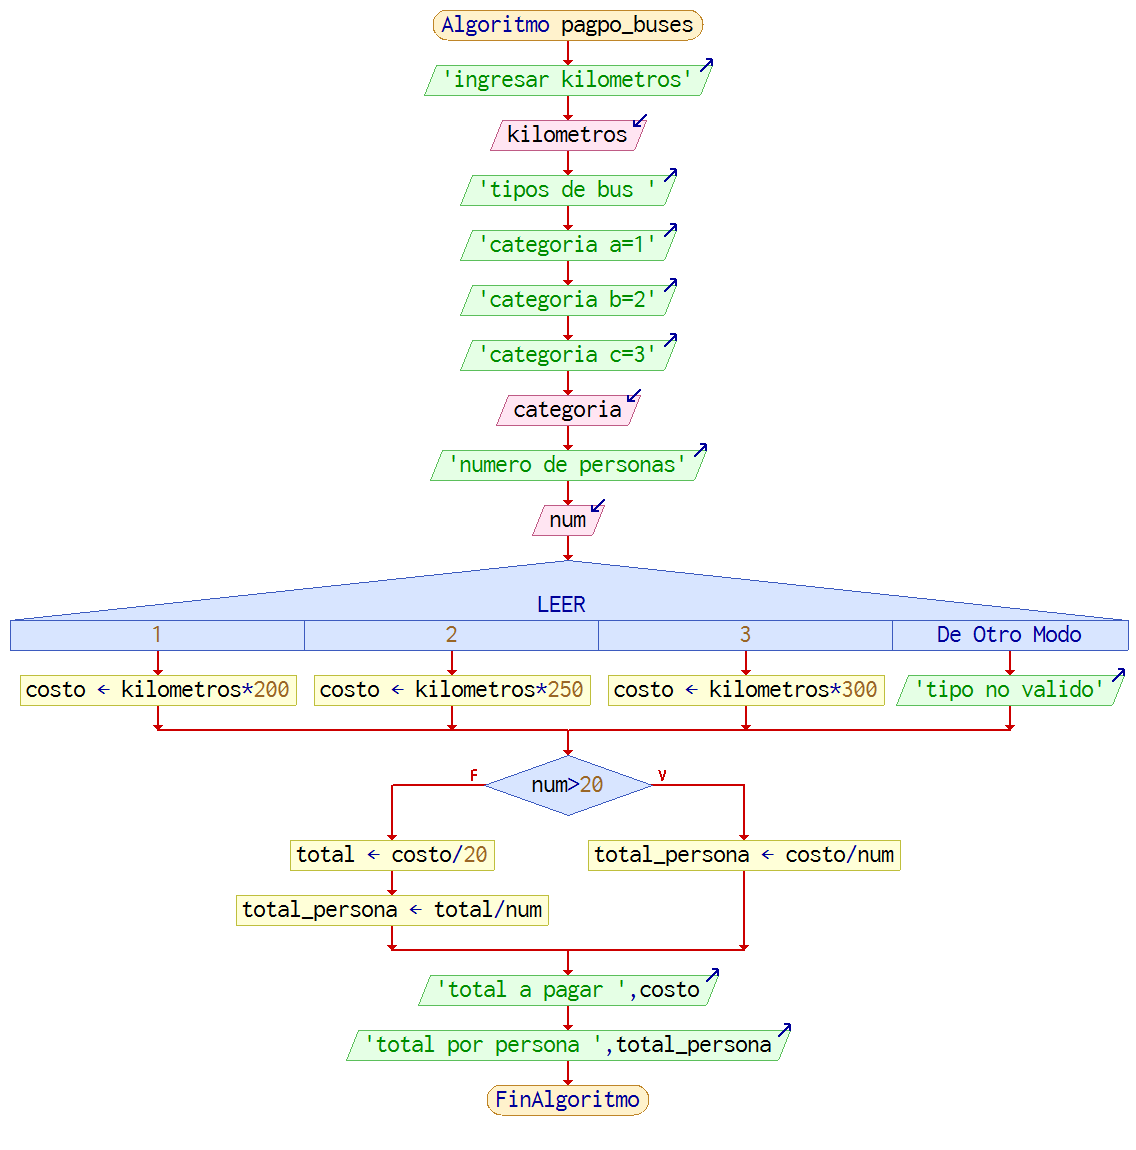 Algoritmo pagpo_buses
'ingresar kilometros'
kilometros
'tipos de bus '
'categoria a=1'
'categoria b=2'
'categoria c=3'
categoria
'numero de personas'
num
LEER
1 2 3 De Otro Modo
costo ← kilometros*200 costo ← kilometros*250 costo ← kilometros*300 'tipo no valido'
F V
num>20
total ← costo/20 total_persona ← costo/num
total_persona ← total/num
'total a pagar ',costo
'total por persona ',total_persona
FinAlgoritmo